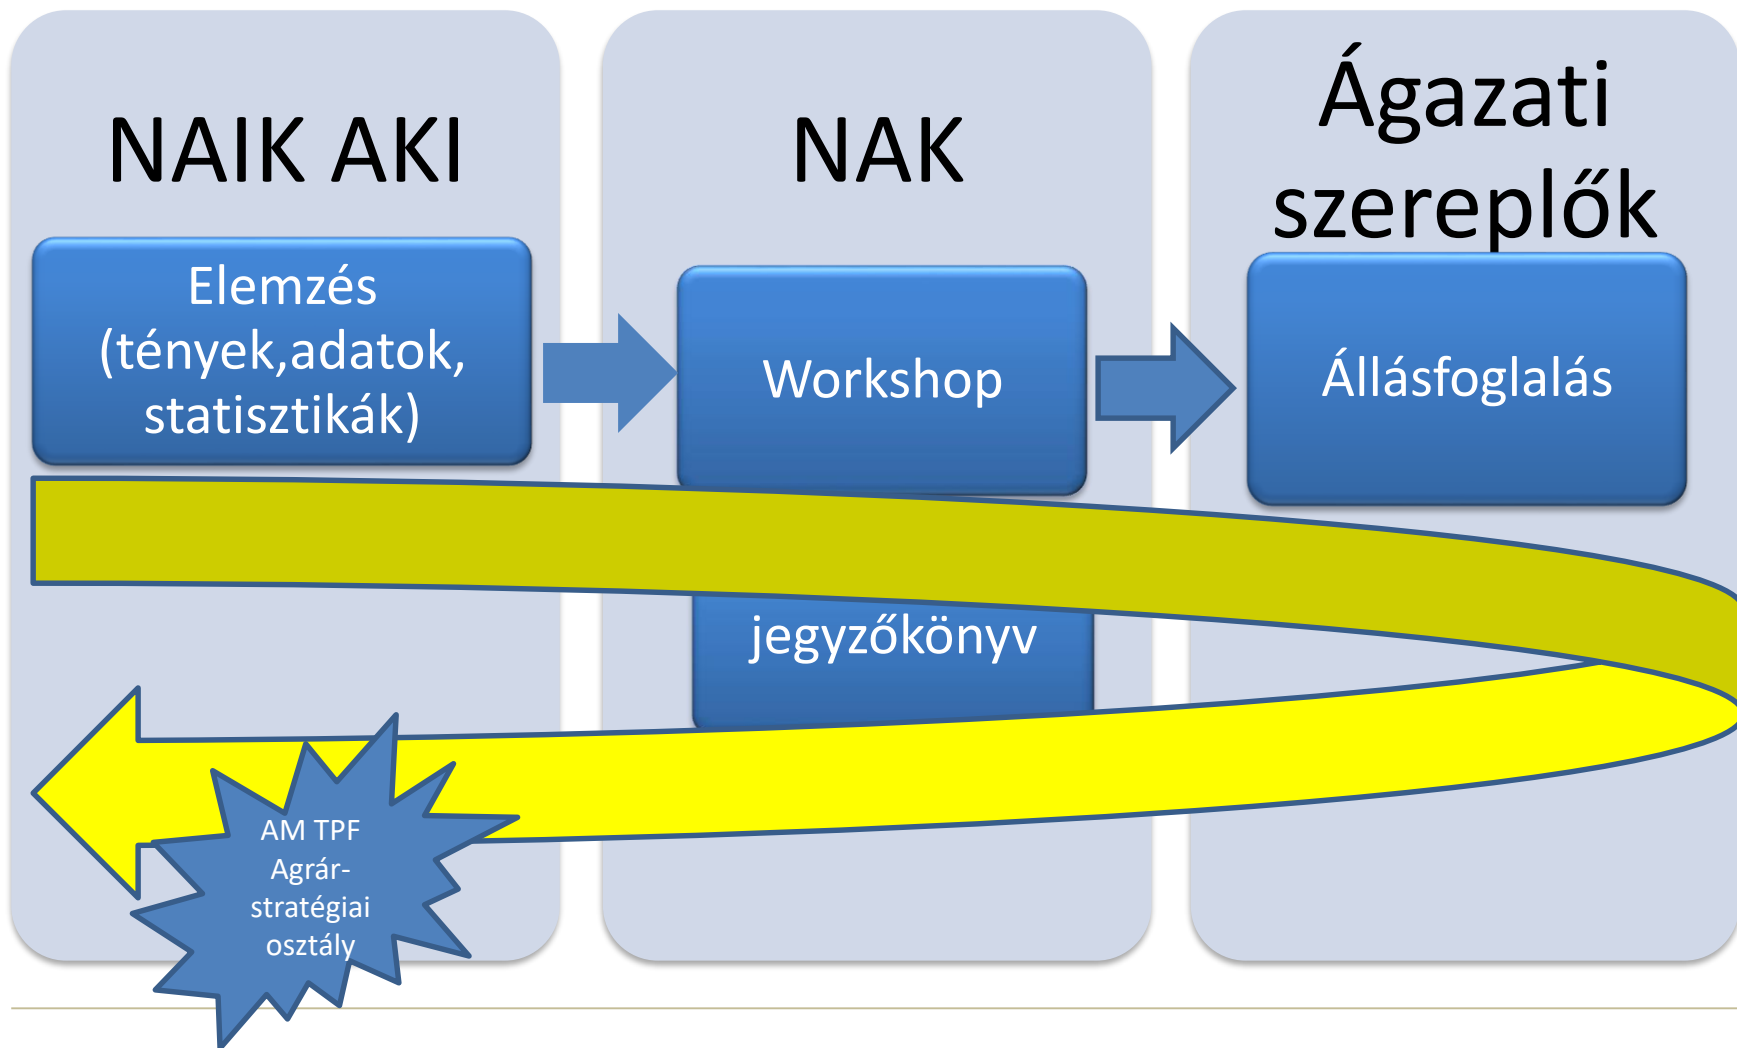 NAIK AKI
Elemzés
(tények,adatok,
statisztikák)
NAK
Workshop
jegyzőkönyv
Ágazati
szereplők
Állásfoglalás
AM TPF
Agrár-
stratégiai
osztály